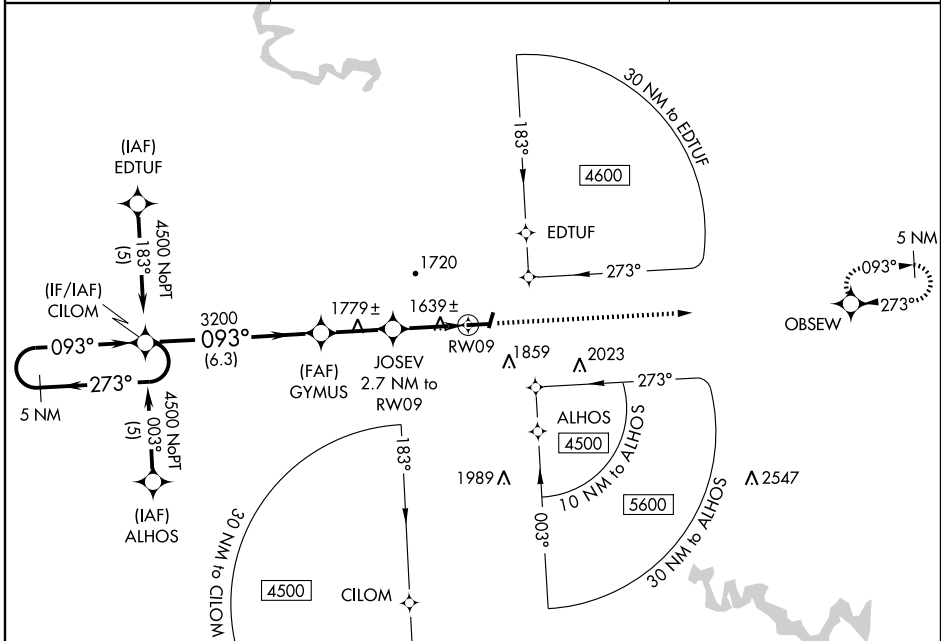 30 NM to EDTUF
183°
4600
EDTUF
273°
(IAF)
EDTUF
4500 NoPT
183°
(5)
5 NM
093°
273°
OBSEW
1720
(IF/IAF)
CILOM
3200
093°
(6.3)
1779±
1639±
RW09
093°
273°
5 NM
(FAF)
GYMUS
JOSEV
2.7 NM to
RW09
1859
2023
4500 NoPT
003°
(5)
(IAF)
ALHOS
273°
ALHOS
4500
10 NM to ALHOS
1989
003°
5600
30 NM to ALHOS
2547
183°
30 NM to CILOM
4500
CILOM